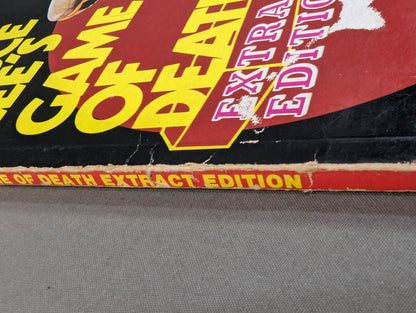 GAME
OF
DEATH
EXTRA
EDITION
E OF DEATH EXTRACT EDITION